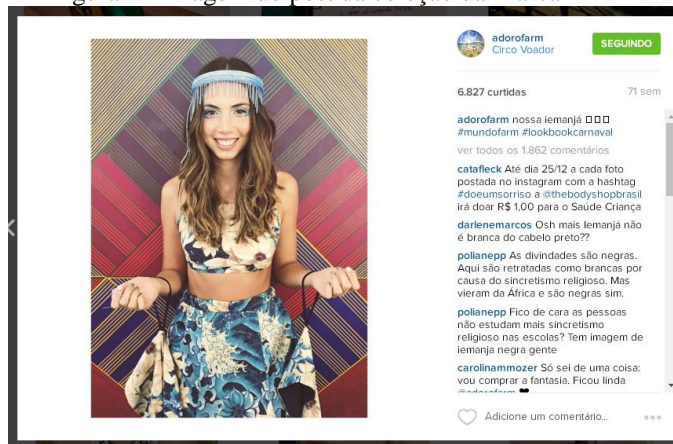 adorofarm
Circo Voador
SEGUINDO
6.827 curtidas
71 sem
adorofarm nossa iemanjá
#mundofarm #lookbookcarnaval
ver todos os 1.862 comentários
catafleck Até dia 25/12 a cada foto
postada no instagram com a hashtag
#doeumsorriso a @thebodyshopbrasil
irá doar R$ 1,00 para o Saúde Criança
darlenemarcos Osh mais Iemanjá não
é branca do cabelo preto??
polianepp As divindades são negras.
Aqui são retratadas como brancas por
causa do sincretismo religioso. Mas
vieram da África e são negras sim.
polianepp Fico de cara as pessoas
não estudam mais sincretismo
religioso nas escolas? Tem imagem de
iemanja negra gente
carolinammozer Só sei de uma coisa:
vou comprar a fantasia. Ficou linda
@adorofarm ♥
Adicione um comentário...